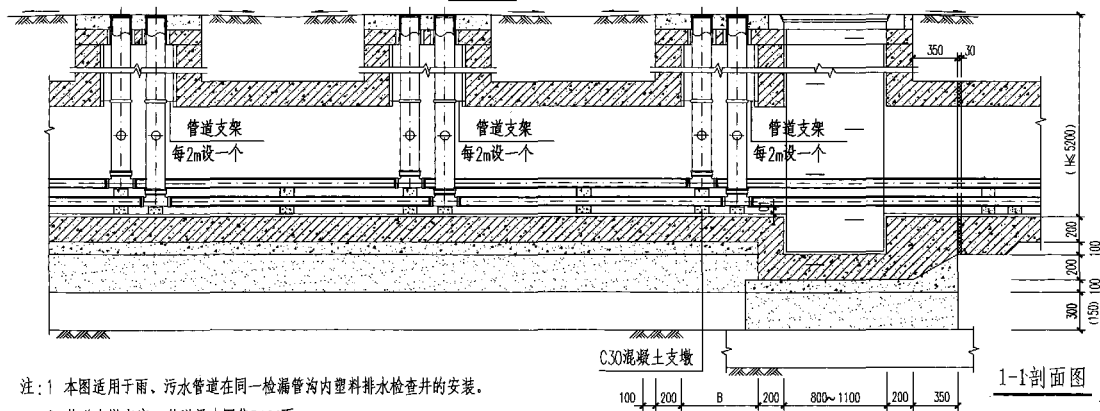 350
30
管道支架
每2m设一个
管道支架
每2m设一个
管道支架
每2m设一个
(H≤5200)
200
100
200
100
300
(150)
C30混凝土支墩
1-1剖面图
注:1 本图适用于雨、污水管道在同一检漏管沟内塑料排水检查井的安装。
100
200
B
200
800~1100
200
350